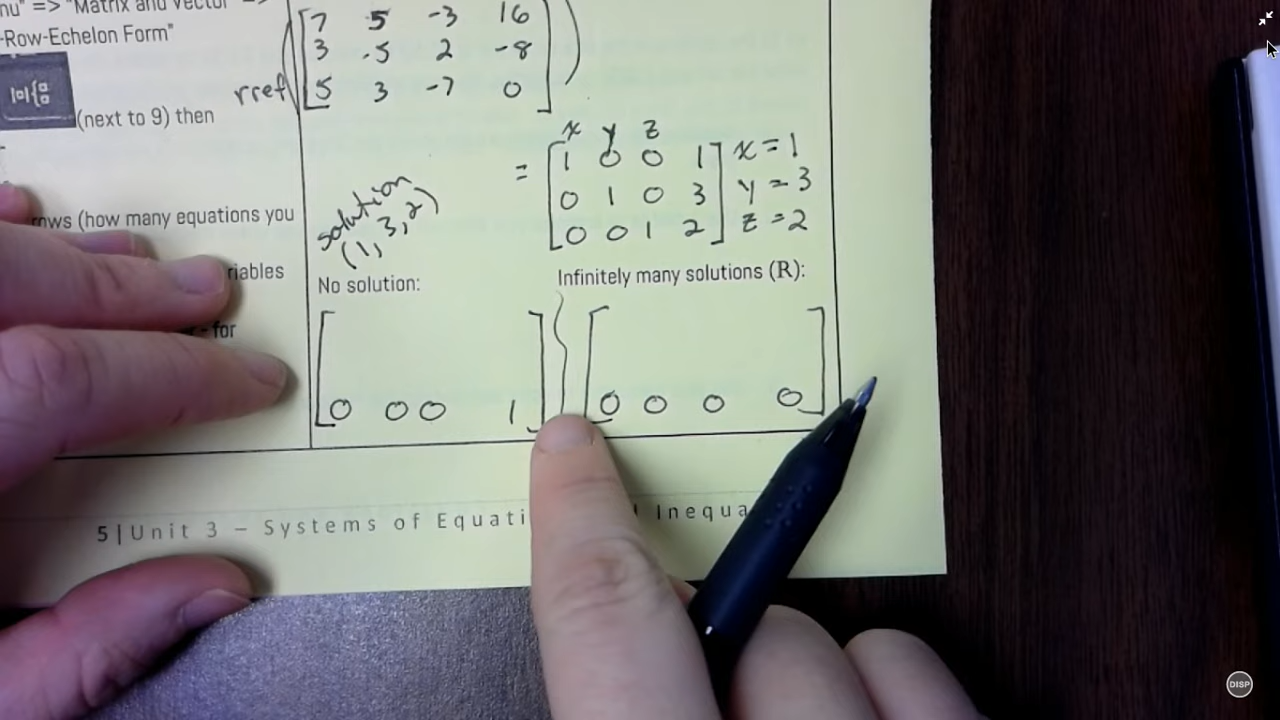 nu" => "Matrix and Vector" =>
-Row-Echelon Form"
(next to 9) then
rows (how many equations you
riables
- for
rref
7 5 -3 16
3 -5 2 -8
5 3 -7 0
x y z
= 1 0 0 1 x = 1
0 1 0 3 y = 3
0 0 1 2 z = 2
solution
(1, 3, 2)
No solution:
0 0 0 1
Infinitely many solutions (R):
0 0 0 0
5|Unit 3 – Systems of Equati Inequa
DISP